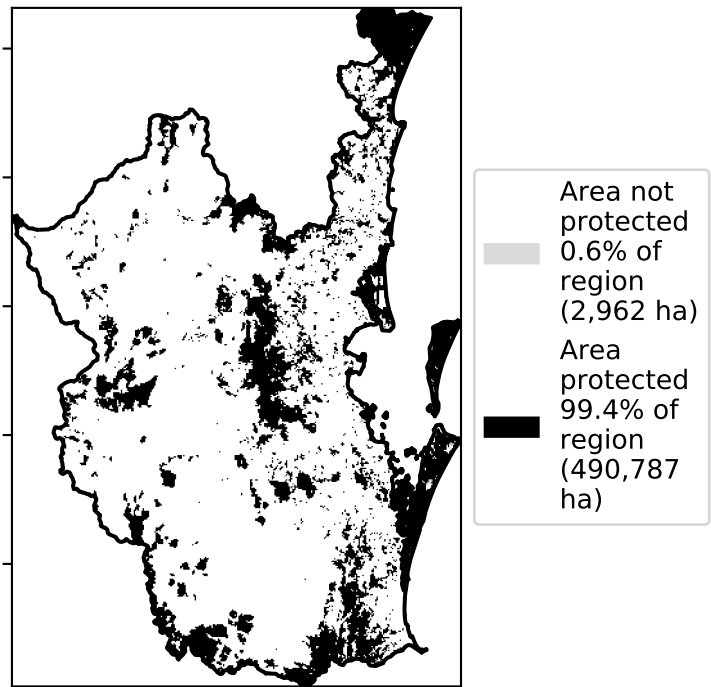 Area not
protected
0.6% of
region
(2,962 ha)
Area
protected
99.4% of
region
(490,787
ha)